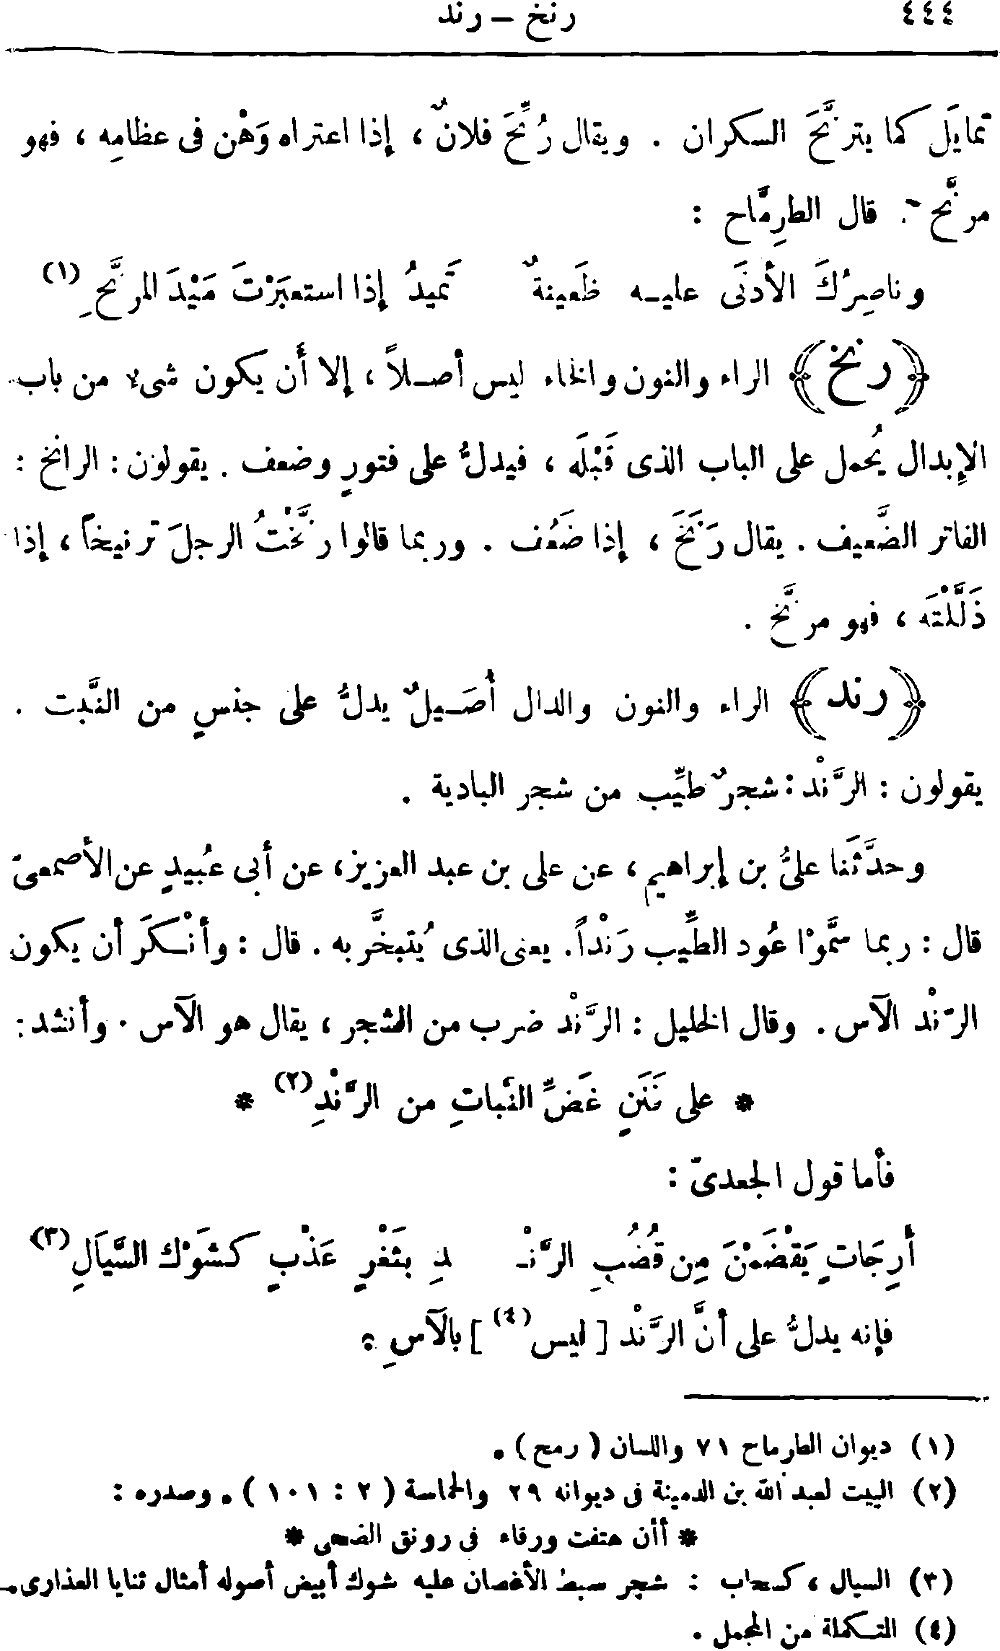 ٤٤٤
رنخ – رند
تمايَل كما يترنَّحَ السكران . ويقال رُنِّحَ فلانٌ ، إذا اعتراه وَهْن فى عظامِه ، فهو
مرنَّح . قال الطرِمّاح :
وناصِرُكَ الأدنَى عليه ظَعينةٌ تَميدُ إذا استعبَرْتَ مَيْدَ المرنَّحِ (١)
﴿رنخ﴾ الراء والنون والخاء ليس أصلاً ، إلا أن يكون شىء من باب
الإبدال يُحمل على الباب الذى قَبْلَه ، فيدلُّ على فتورٍ وضعف . يقولون : الرانخ :
الفاتر الضَّعيف . يقال رَنَخَ ، إذا ضَعُف . وربما قالوا رنَّخْتُ الرجلَ ترنيخاً ، إذا
ذَلَّلْتَه ، فهو مرنَّخ .
﴿رند﴾ الراء والنون والدال أُصَيلٌ يدلُّ على جنسٍ من النَّبت .
يقولون : الرَّنْد : شجرٌ طيِّب من شجر البادية .
وحدَّثَنا علىُّ بن إبراهيم ، عن على بن عبد العزيز ، عن أبى عُبيدٍ عن الأصمعىّ
قال : ربما سَمَّوْا عُود الطِّيب رَنْداً . يعنى الذى يُتبخَّر به . قال : وأنْكَرَ أن يكون
الرّنْد الآس . وقال الخليل : الرَّنْد ضرب من الشجر ، يقال هو الآس . وأنشد :
* على فَنَنٍ غَضِّ النَّباتِ من الرَّنْدِ (٢) *
فأما قول الجعدىّ :
أرِجَاتٍ يَقْضَمْنَ مِن قُضُبِ الرَّنْـ ـدِ بثَغْرٍ عَذْبٍ كشَوْك السَّيَالِ (٣)
فإنه يدلُّ على أنَّ الرَّنْد [ ليس (٤) ] بالآسِ .
(١) ديوان الطرماح ٧١ واللسان ( رمح ) .
(٢) البيت لعبد الله بن الدمينة فى ديوانه ٢٩ والحماسة ( ٢ : ١٠١ ) . وصدره :
* أأن هتفت ورقاء فى رونق الضحى *
(٣) السيال ، كسحاب : شجر سبط الأغصان عليه شوك أبيض أصوله أمثال ثنايا العذارى .
(٤) التكملة من المجمل .